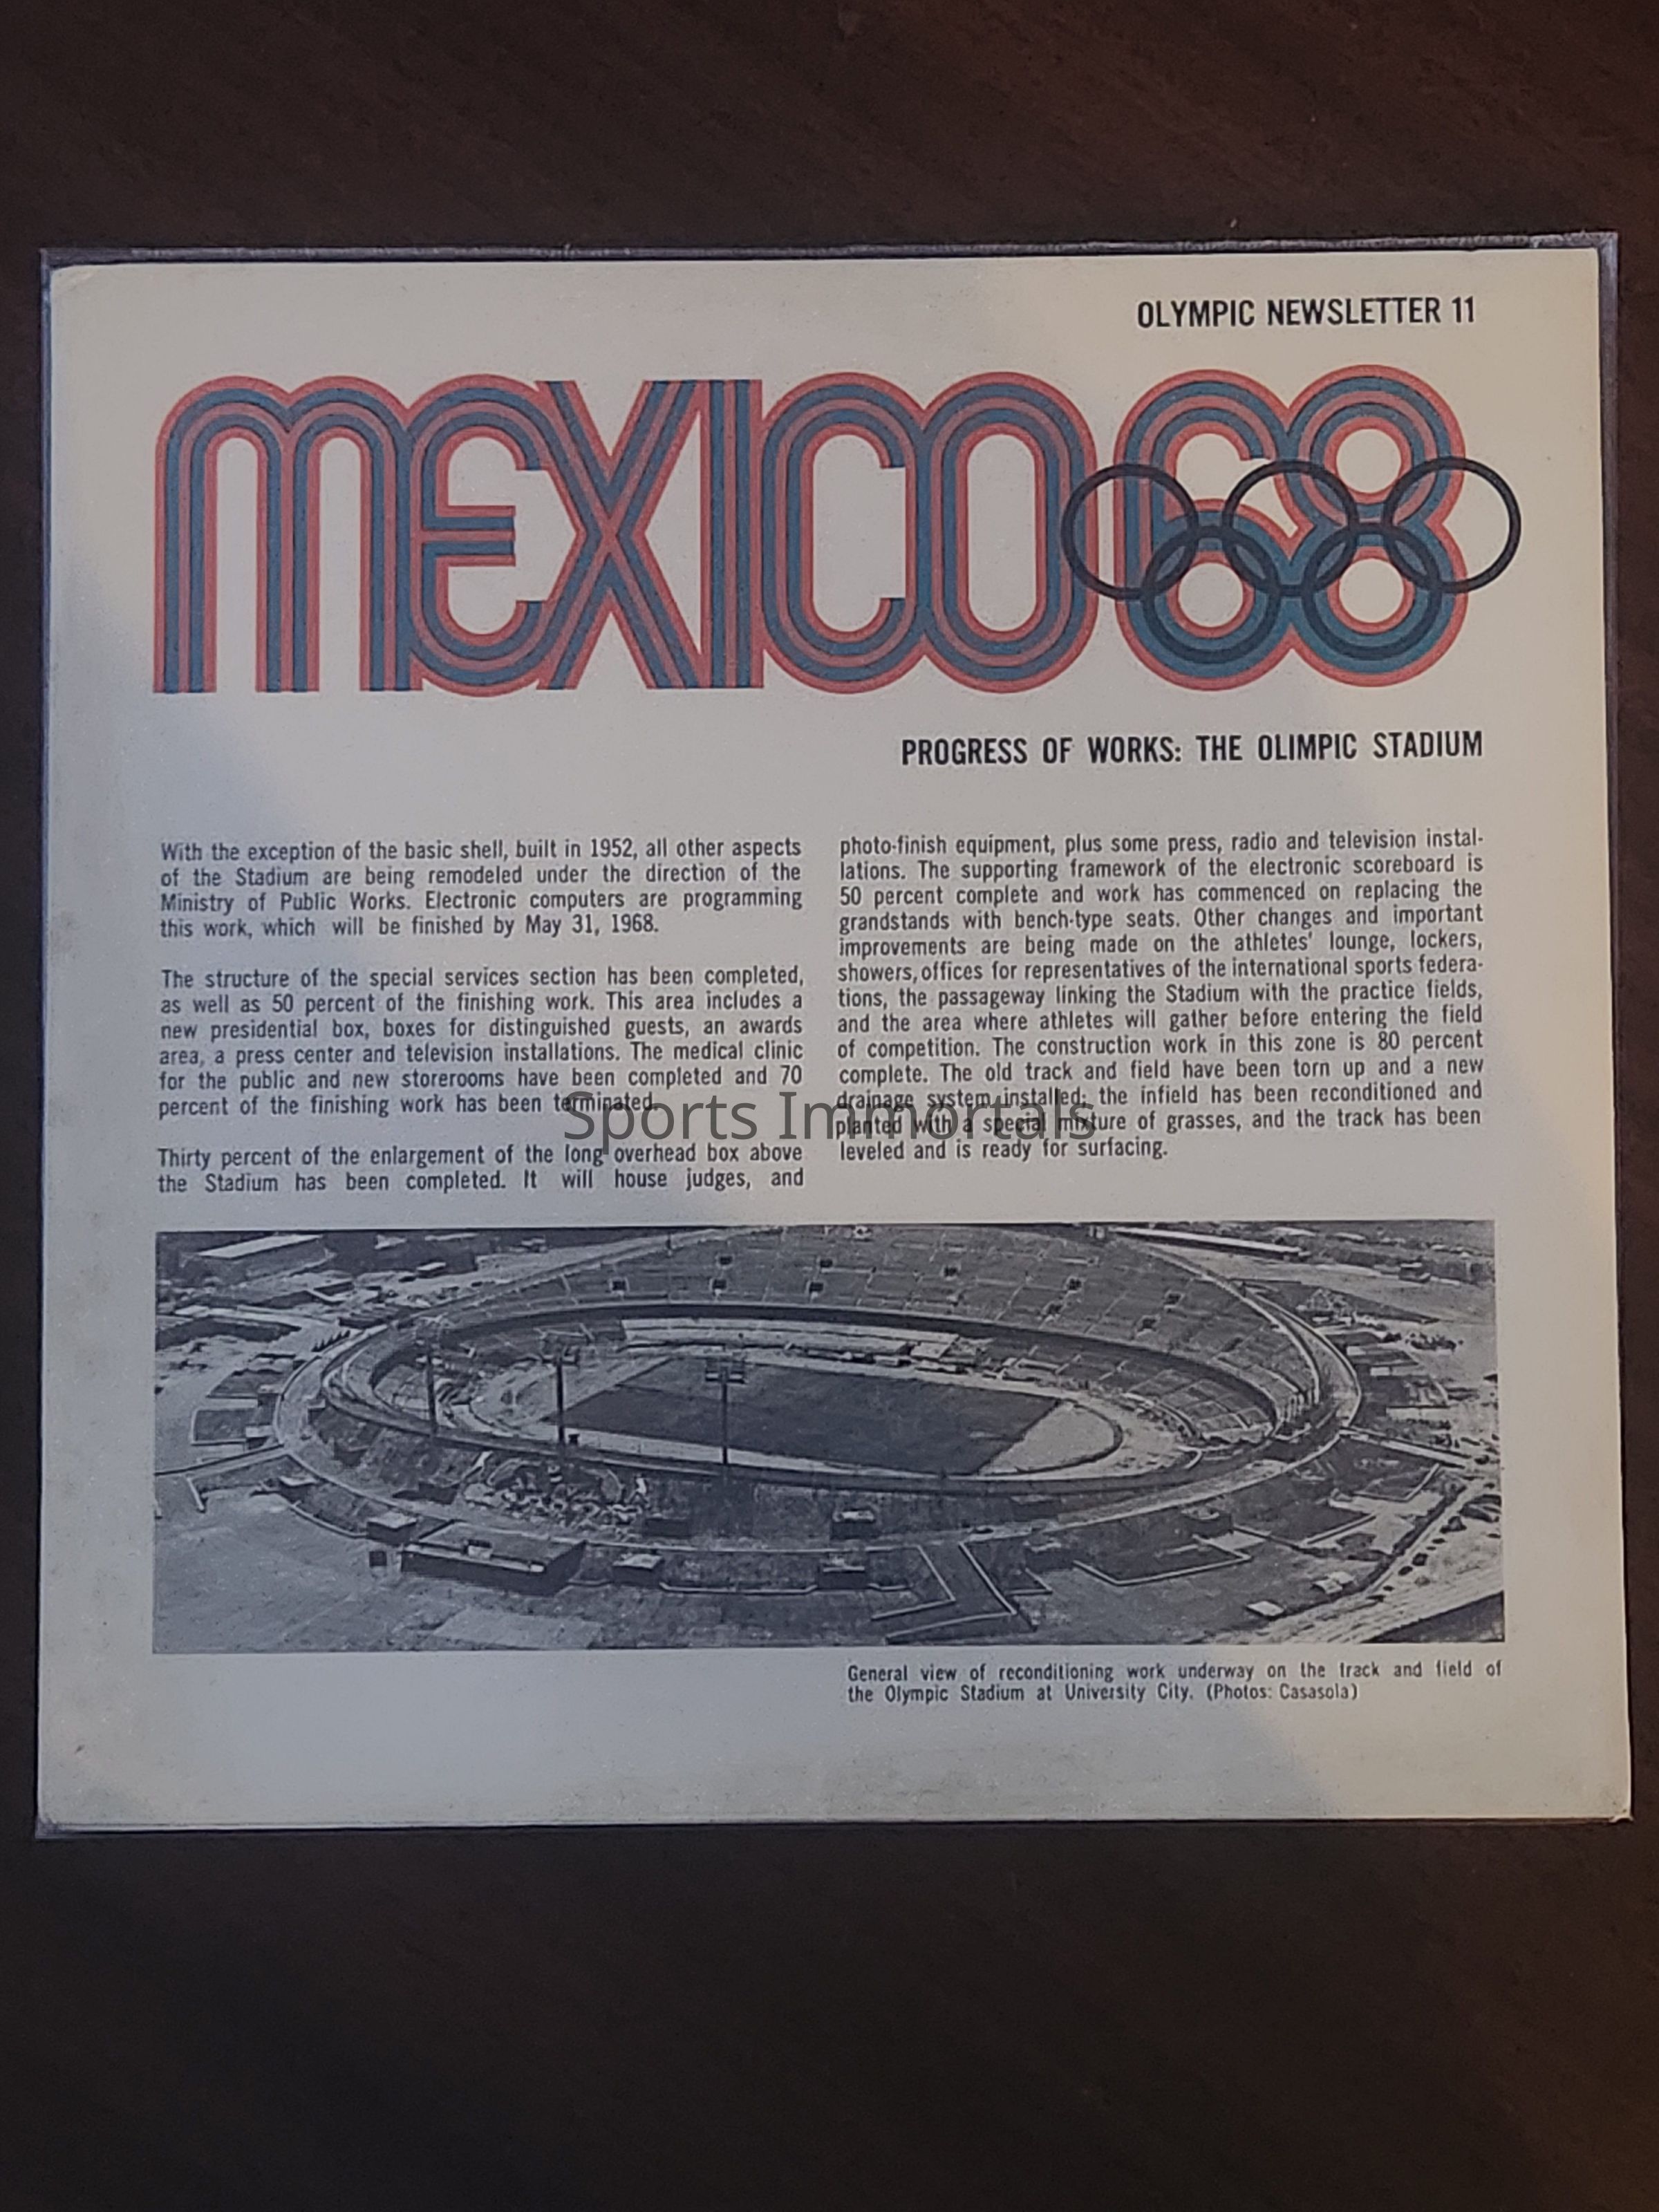 OLYMPIC NEWSLETTER 11
MEXICO68
PROGRESS OF WORKS: THE OLIMPIC STADIUM
With the exception of the basic shell, built in 1952, all other aspects
of the Stadium are being remodeled under the direction of the
Ministry of Public Works. Electronic computers are programming
this work, which will be finished by May 31, 1968.
The structure of the special services section has been completed,
as well as 50 percent of the finishing work. This area includes a
new presidential box, boxes for distinguished guests, an awards
area, a press center and television installations. The medical clinic
for the public and new storerooms have been completed and 70
percent of the finishing work has been terminated.
Thirty percent of the enlargement of the long overhead box above
the Stadium has been completed. It will house judges, and
photo-finish equipment, plus some press, radio and television instal-
lations. The supporting framework of the electronic scoreboard is
50 percent complete and work has commenced on replacing the
grandstands with bench-type seats. Other changes and important
improvements are being made on the athletes' lounge, lockers,
showers, offices for representatives of the international sports federa-
tions, the passageway linking the Stadium with the practice fields,
and the area where athletes will gather before entering the field
of competition. The construction work in this zone is 80 percent
complete. The old track and field have been torn up and a new
drainage system installed; the infield has been reconditioned and
planted with a special mixture of grasses, and the track has been
leveled and is ready for surfacing.
Sports Immortals
General view of reconditioning work underway on the track and field of
the Olympic Stadium at University City. (Photos: Casasola)